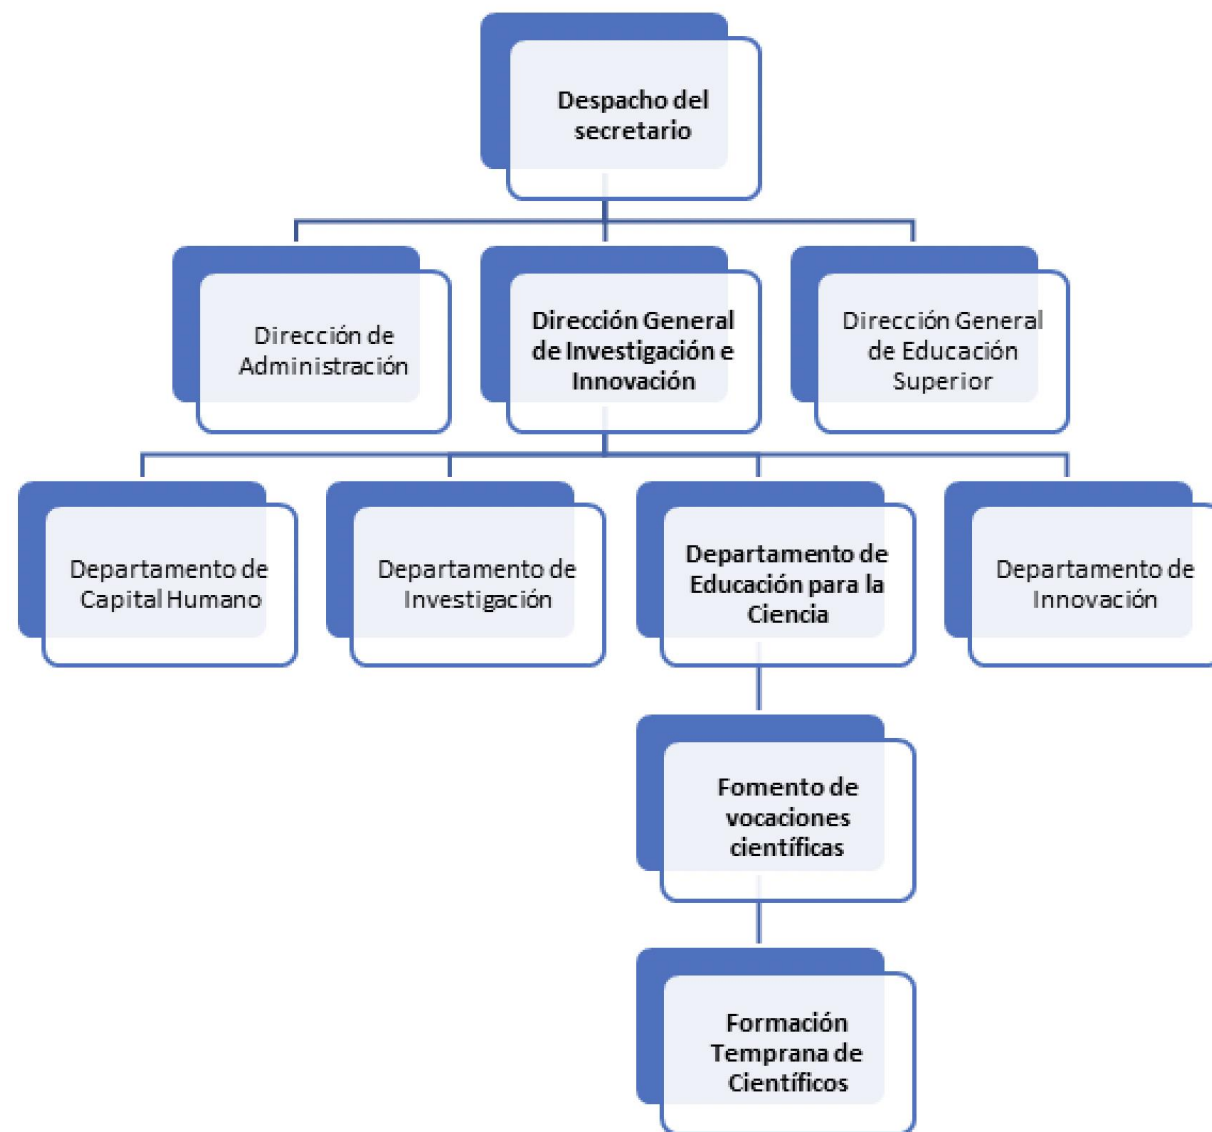 Despacho del
secretario
Dirección de
Administración
Dirección General
de Investigación e
Innovación
Dirección General
de Educación
Superior
Departamento de
Capital Humano
Departamento de
Investigación
Departamento de
Educación para la
Ciencia
Departamento de
Innovación
Fomento de
vocaciones
científicas
Formación
Temprana de
Científicos